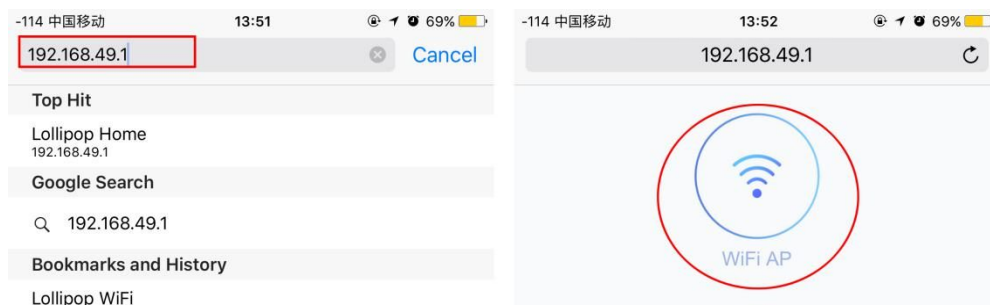 -114 中国移动 13:51 69%
192.168.49.1 Cancel
Top Hit
Lollipop Home
192.168.49.1
Google Search
192.168.49.1
Bookmarks and History
Lollipop WiFi
-114 中国移动 13:52 69%
192.168.49.1
WiFi AP